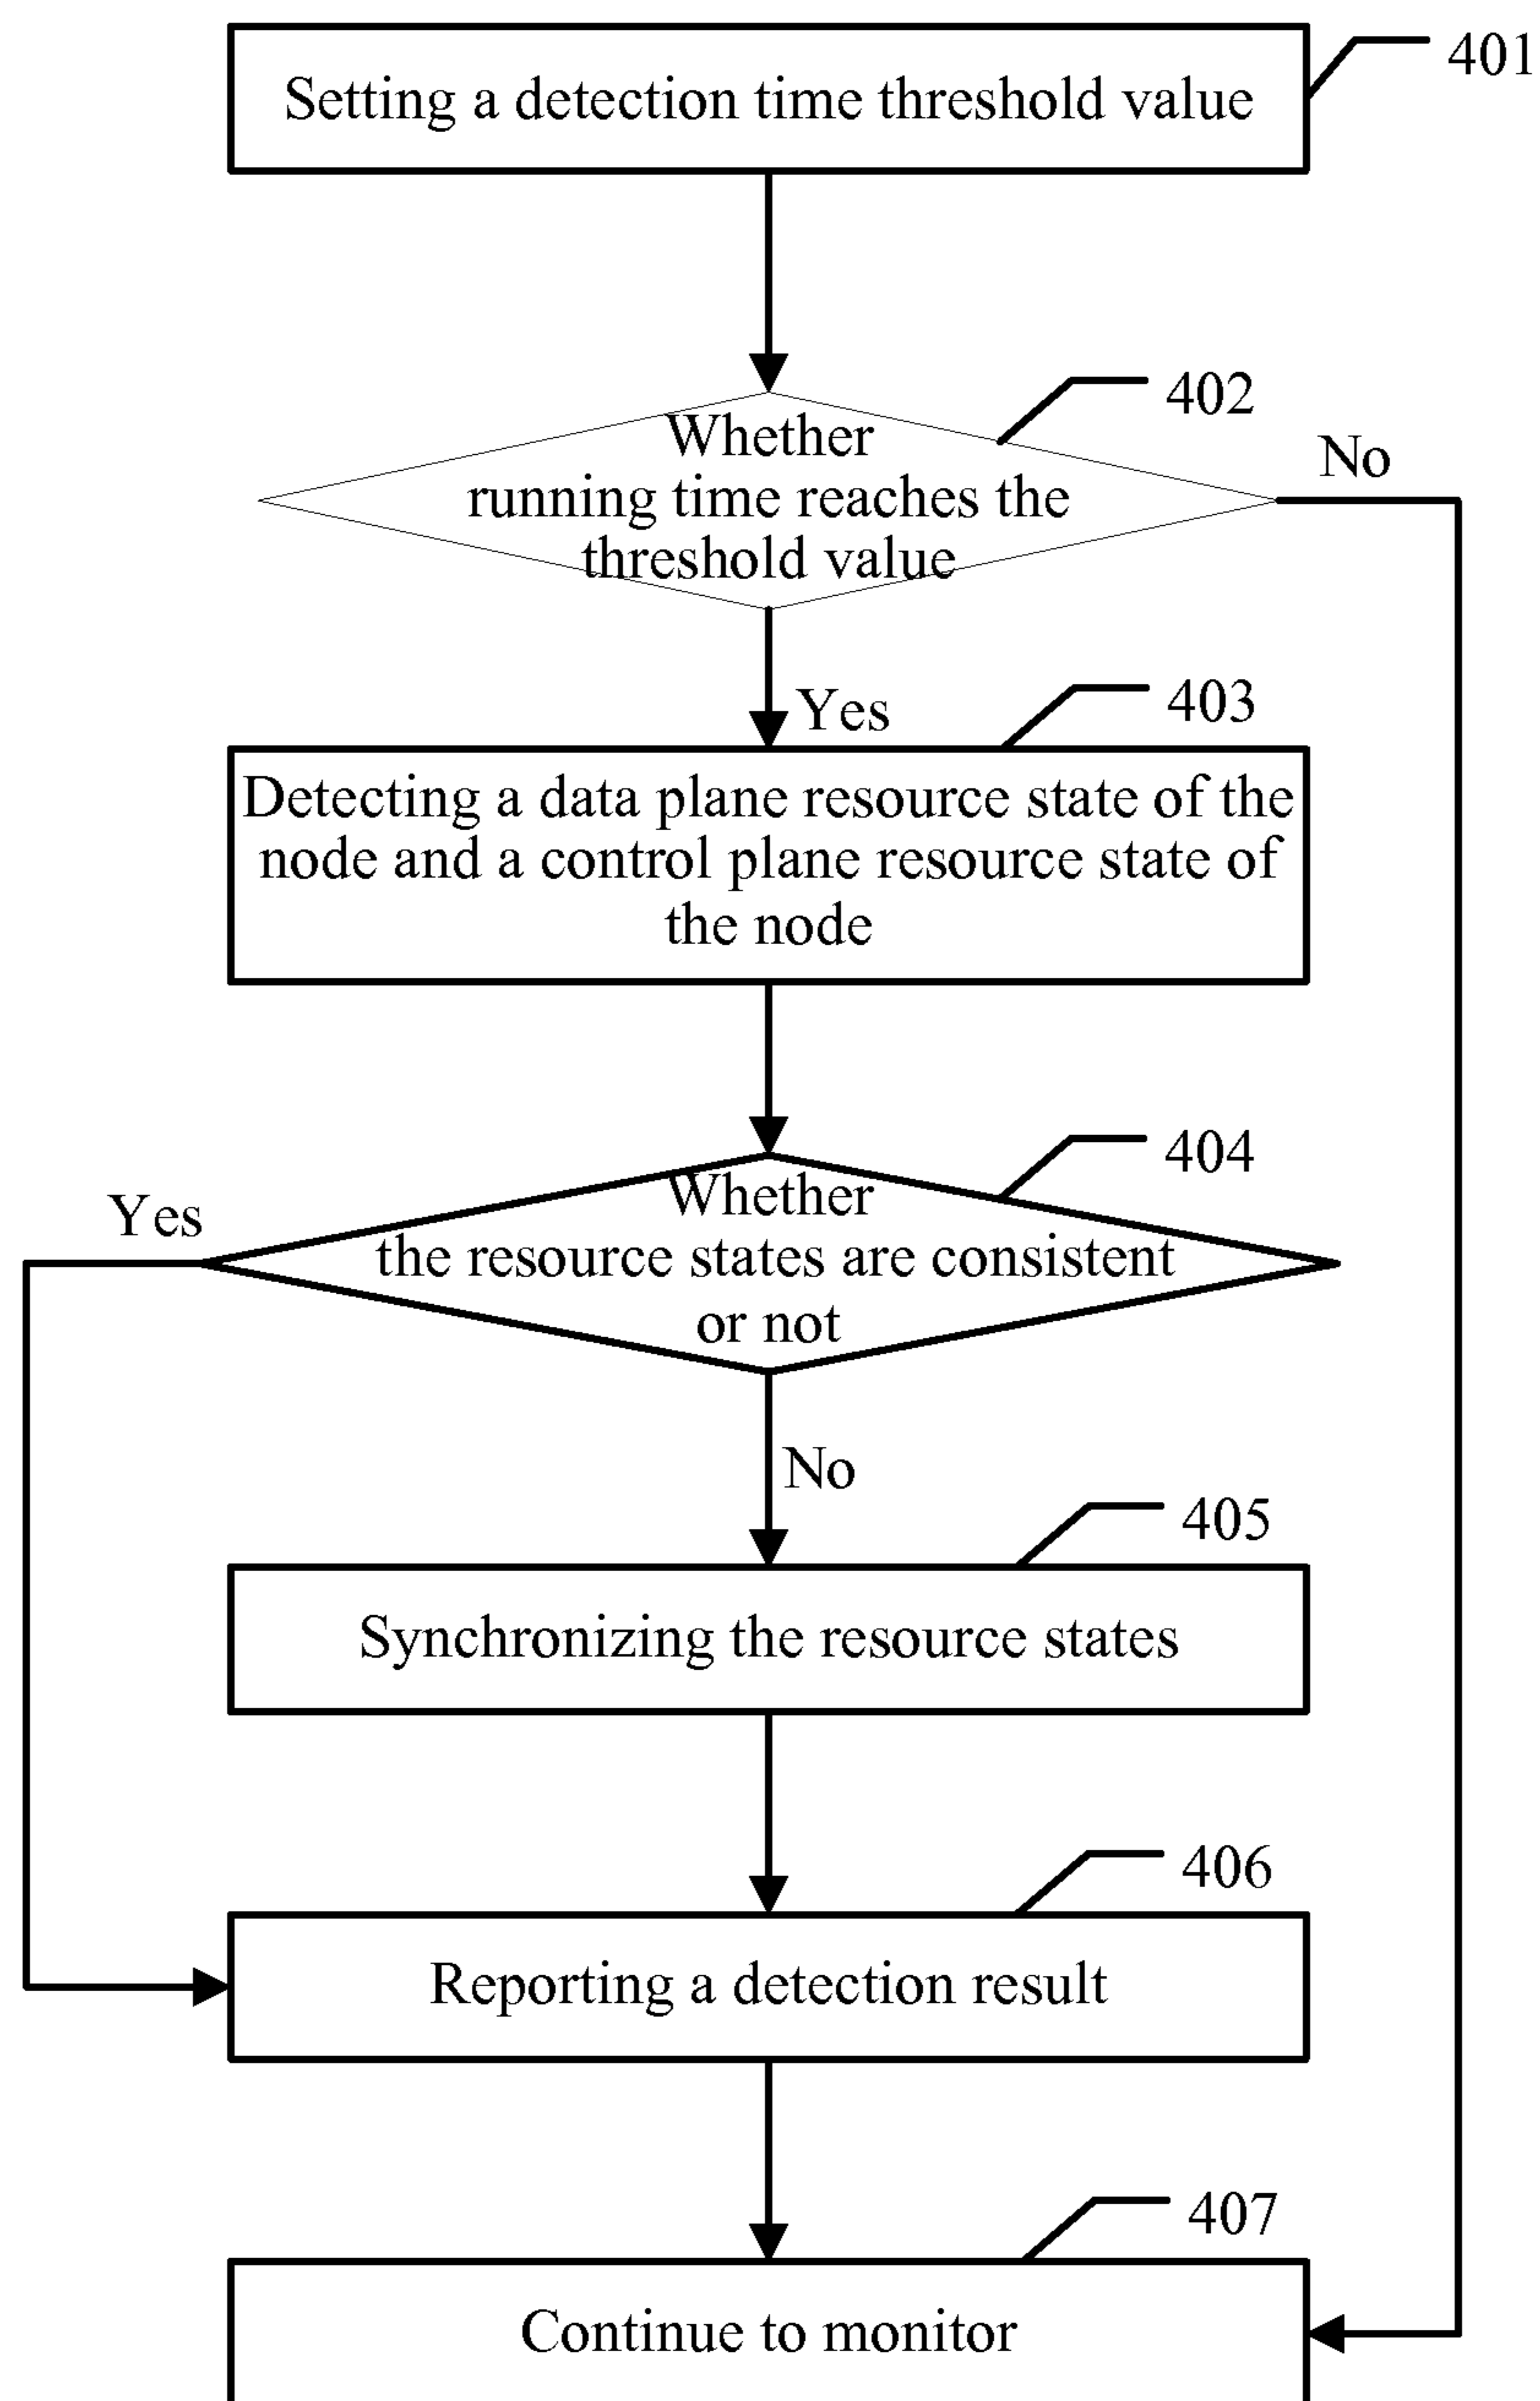 Setting a detection time threshold value
401
402
Whether
running time reaches the
threshold value
No
Yes
403
Detecting a data plane resource state of the
node and a control plane resource state of
the node
404
Whether
the resource states are consistent
or not
Yes
No
405
Synchronizing the resource states
406
Reporting a detection result
407
Continue to monitor